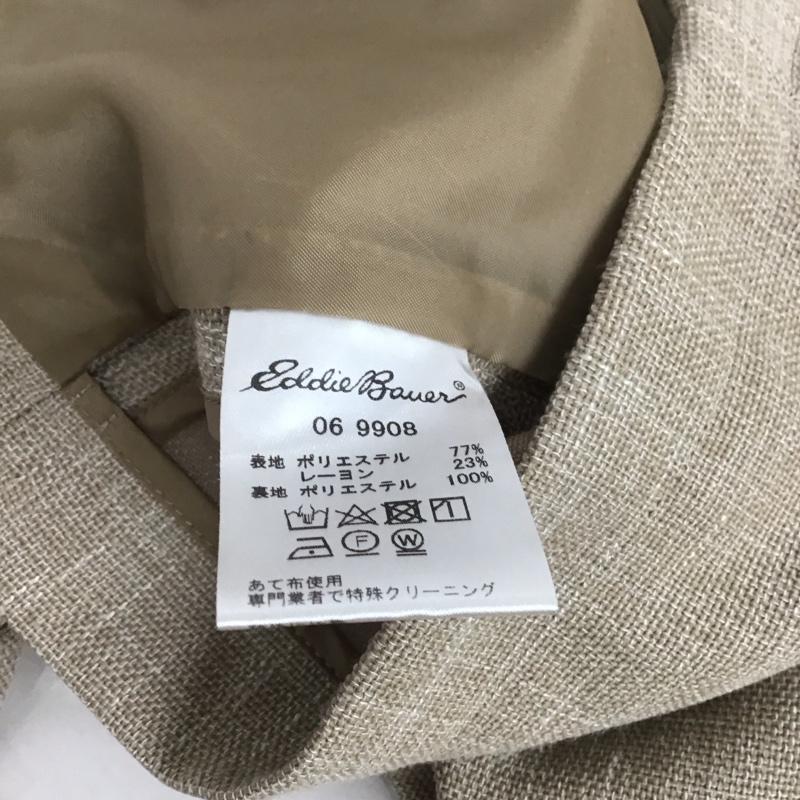 Eddie Bauer®
06 9908
表地 ポリエステル 77%
レーヨン 23%
裏地 ポリエステル 100%
F W
あて布使用
専門業者で特殊クリーニング